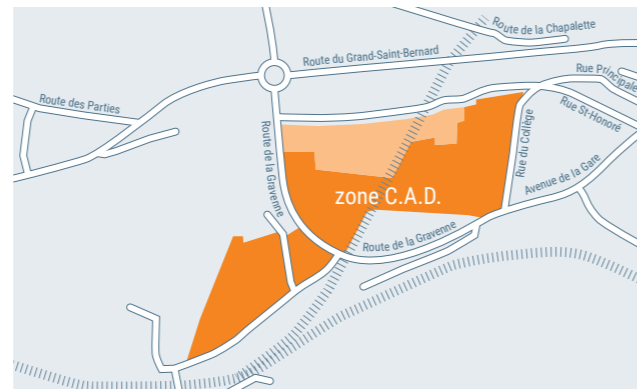 Route de la Chapalette
Route du Grand-Saint-Bernard
Rue Principale
Route des Parties
Rue St-Honoré
Route de la Gravenne
Rue du Collège
Avenue de la Gare
zone C.A.D.
Route de la Gravenne